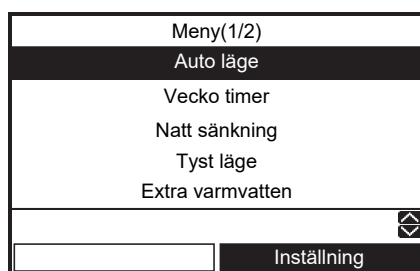 Meny(1/2)
Auto läge
Vecko timer
Natt sänkning
Tyst läge
Extra varmvatten
Inställning